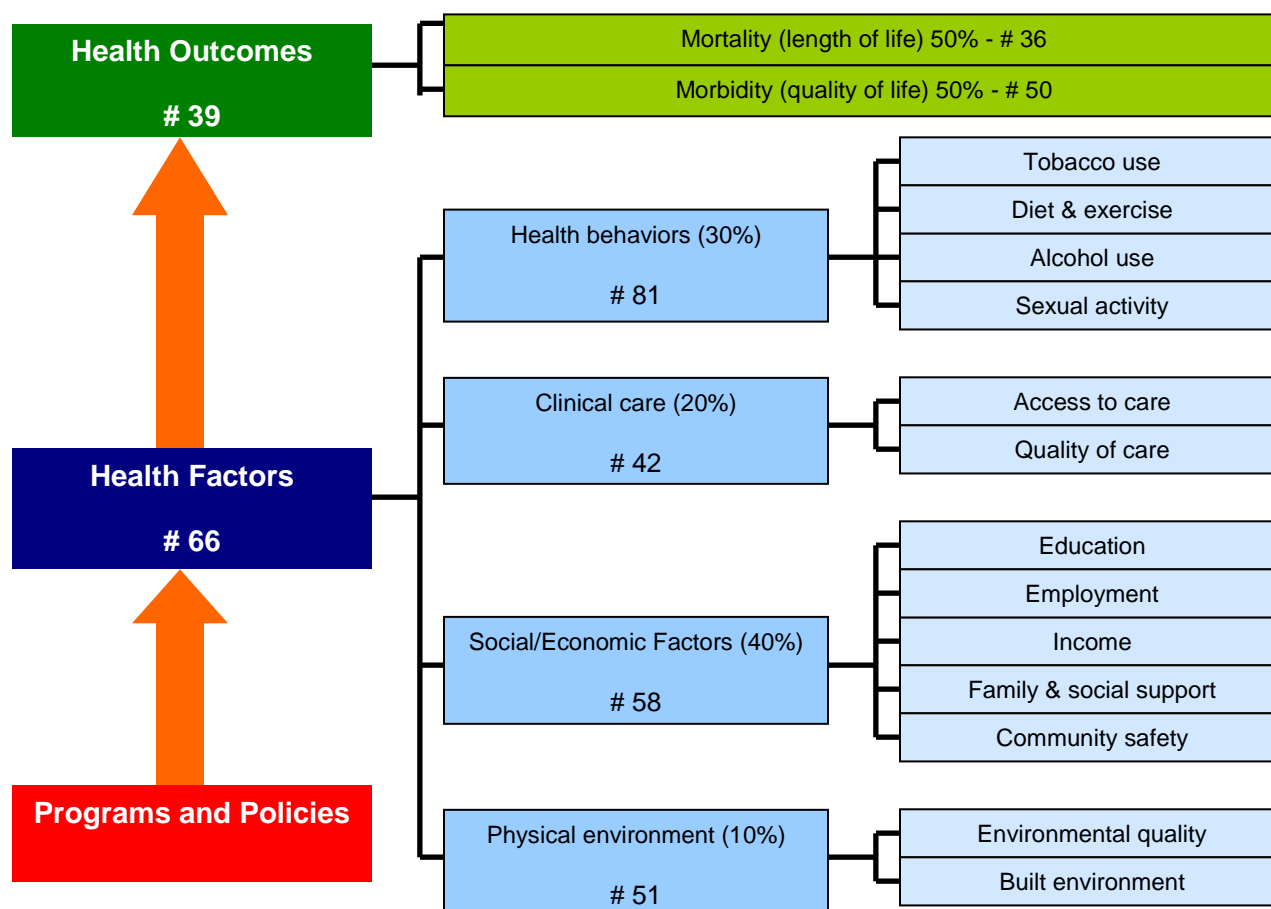 Health Outcomes
# 39
Mortality (length of life) 50% - # 36
Morbidity (quality of life) 50% - # 50
Health behaviors (30%)
# 81
Tobacco use
Diet & exercise
Alcohol use
Sexual activity
Health Factors
# 66
Clinical care (20%)
# 42
Access to care
Quality of care
Social/Economic Factors (40%)
# 58
Education
Employment
Income
Family & social support
Community safety
Programs and Policies
Physical environment (10%)
# 51
Environmental quality
Built environment